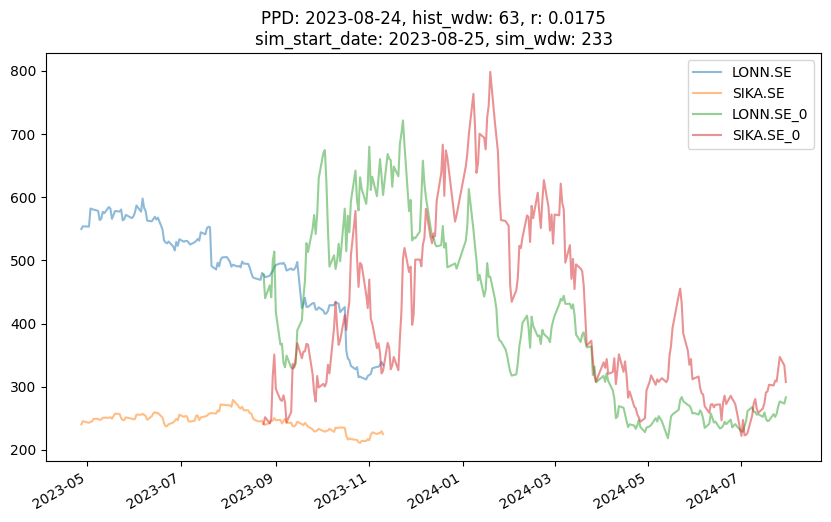 PPD: 2023-08-24, hist_wdw: 63, r: 0.0175
sim_start_date: 2023-08-25, sim_wdw: 233
800
700
600
500
400
300
200
LONN.SE
SIKA.SE
LONN.SE_0
SIKA.SE_0
2023-05
2023-07
2023-09
2023-11
2024-01
2024-03
2024-05
2024-07